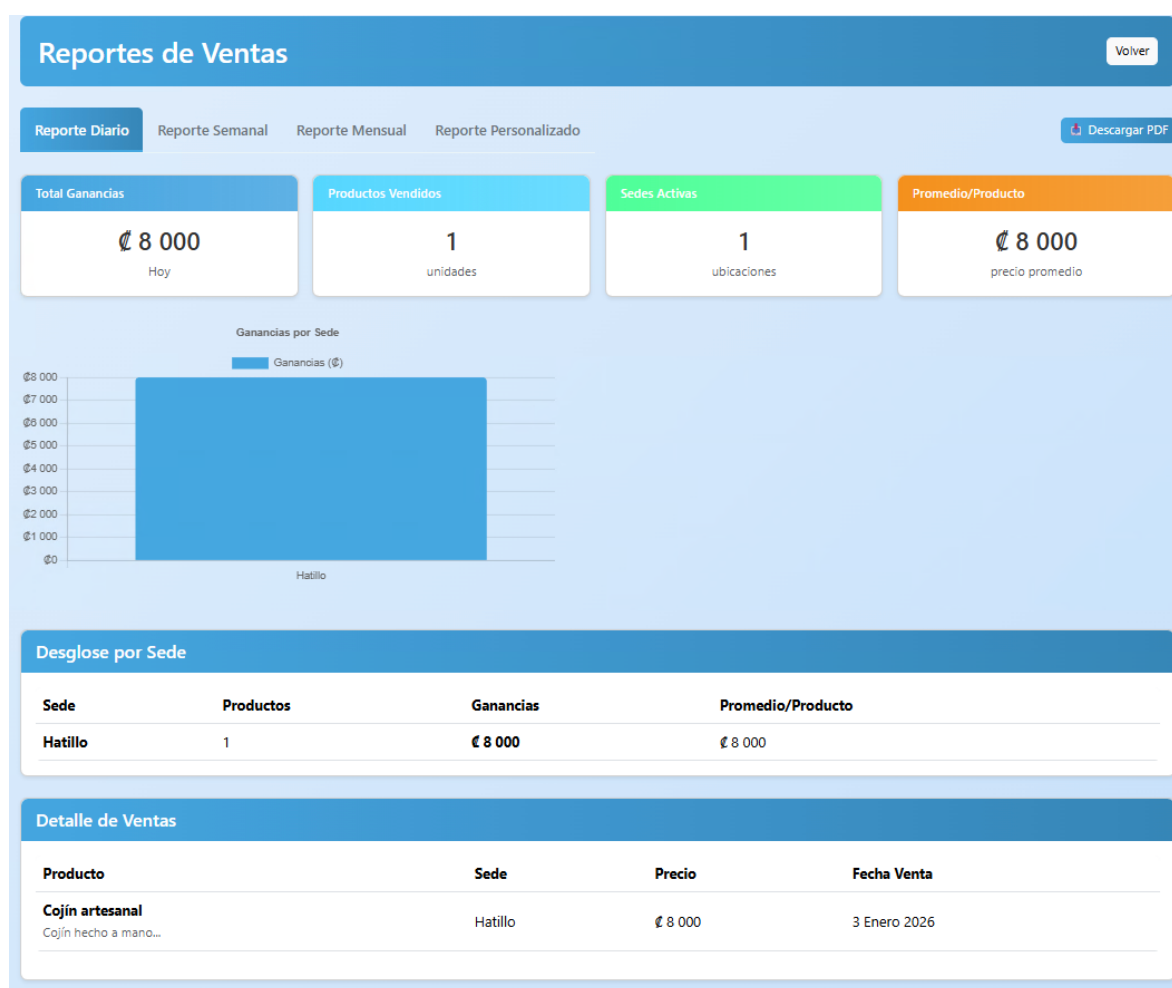 Reportes de Ventas
Volver
Reporte Diario Reporte Semanal Reporte Mensual Reporte Personalizado
Descargar PDF
Total Ganancias
₡ 8 000
Hoy
Productos Vendidos
1
unidades
Sedes Activas
1
ubicaciones
Promedio/Producto
₡ 8 000
precio promedio
Ganancias por Sede
Ganancias (₡)
₡8 000
₡7 000
₡6 000
₡5 000
₡4 000
₡3 000
₡2 000
₡1 000
₡0
Hatillo
Desglose por Sede
Sede Productos Ganancias Promedio/Producto
Hatillo 1 ₡ 8 000 ₡ 8 000
Detalle de Ventas
Producto Sede Precio Fecha Venta
Cojín artesanal
Cojín hecho a mano...
Hatillo ₡ 8 000 3 Enero 2026